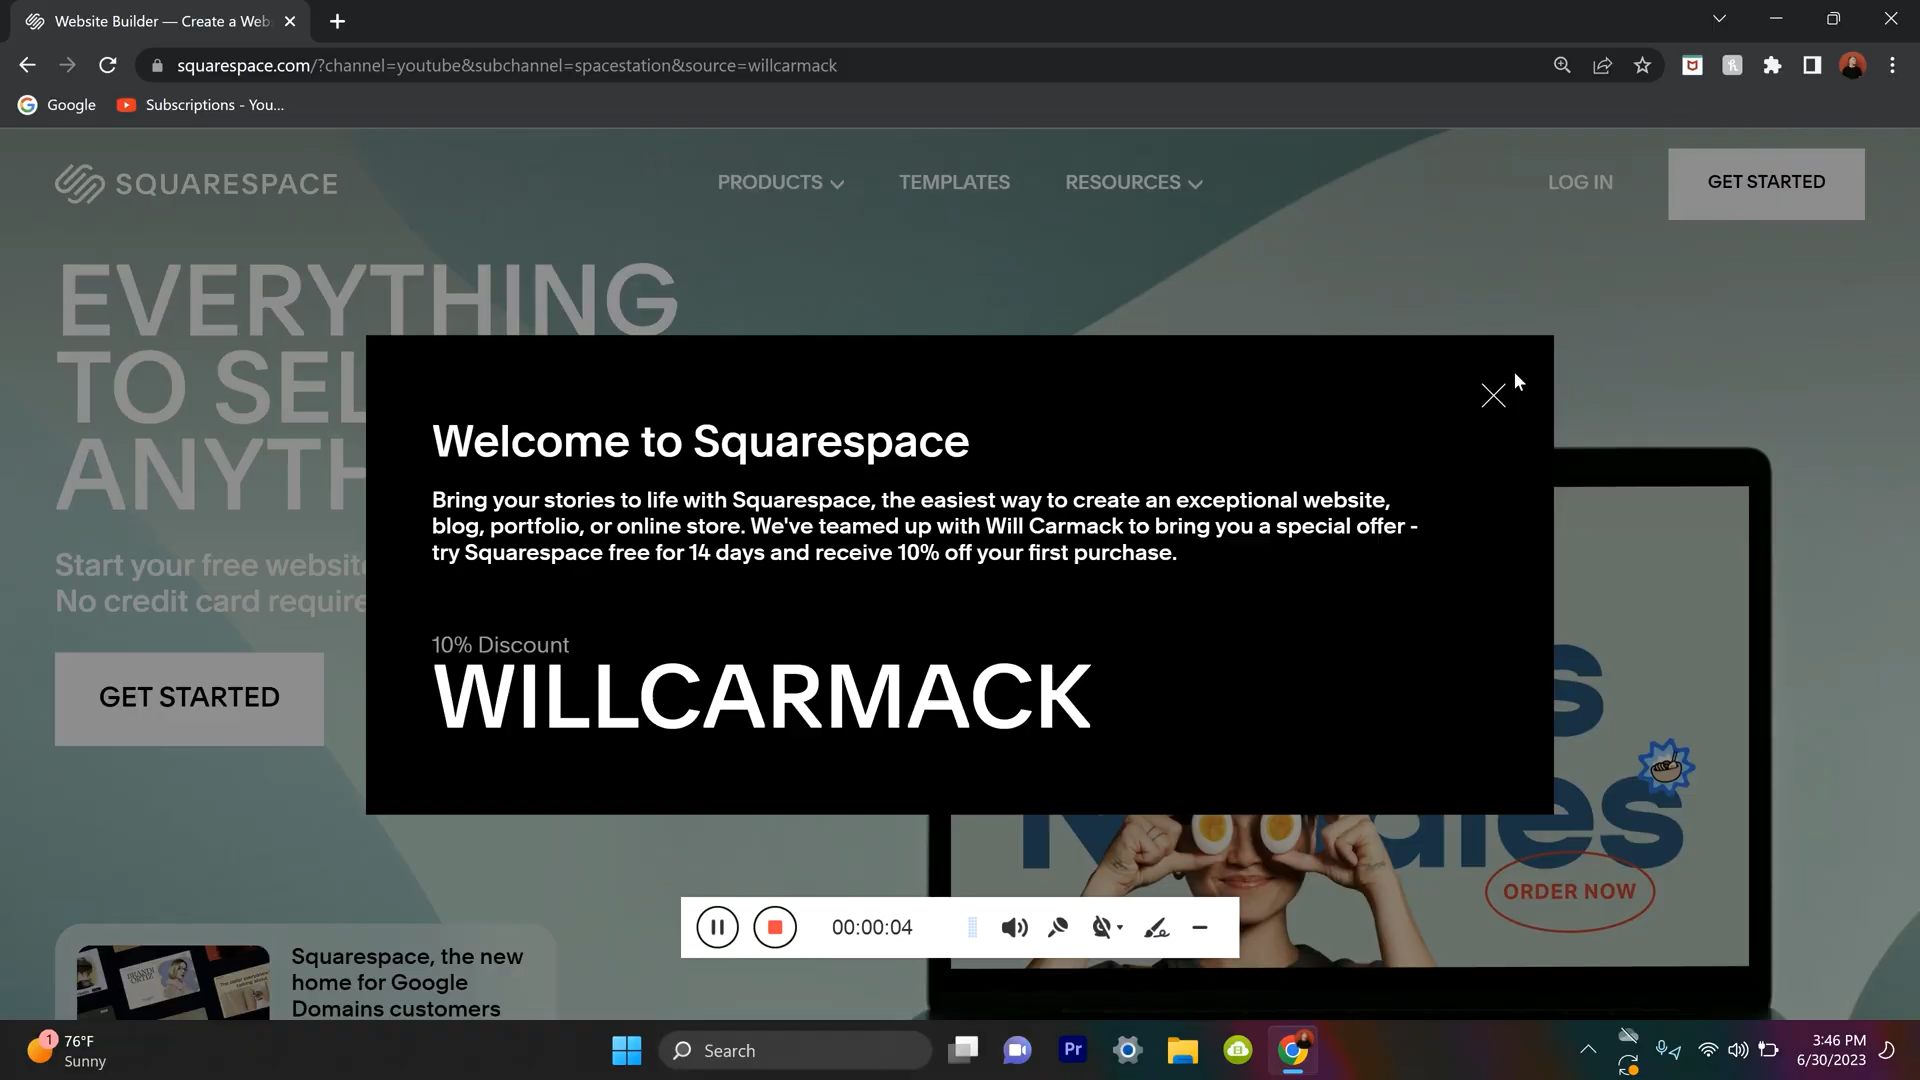 Website Builder — Create a Web
squarespace.com/?channel=youtube&subchannel=spacestation&source=willcarmack
Google
Subscriptions - You...
SQUARESPACE
PRODUCTS
TEMPLATES
RESOURCES
LOG IN
GET STARTED
EVERYTHING
TO SEL
ANYTH
Start your free websit
No credit card require
GET STARTED
Welcome to Squarespace
Bring your stories to life with Squarespace, the easiest way to create an exceptional website,
blog, portfolio, or online store. We've teamed up with Will Carmack to bring you a special offer -
try Squarespace free for 14 days and receive 10% off your first purchase.
10% Discount
WILLCARMACK
ORDER NOW
Squarespace, the new
home for Google
Domains customers
00:00:04
1
76°F
Sunny
Search
Pr
3:46 PM
6/30/2023